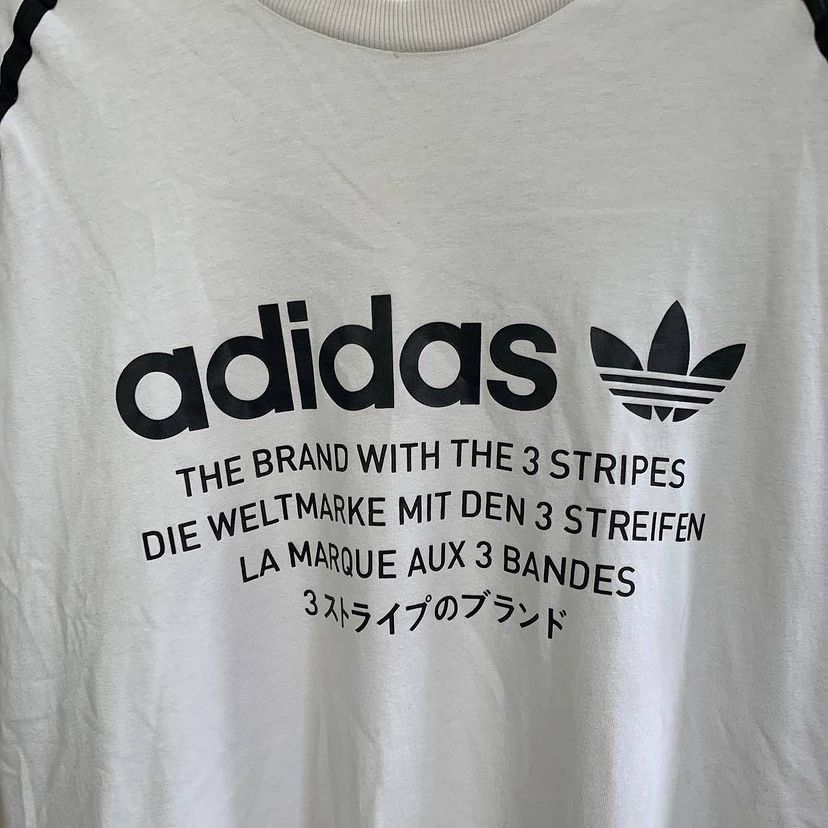 adidas
THE BRAND WITH THE 3 STRIPES
DIE WELTMARKE MIT DEN 3 STREIFEN
LA MARQUE AUX 3 BANDES
3ストライプのブランド